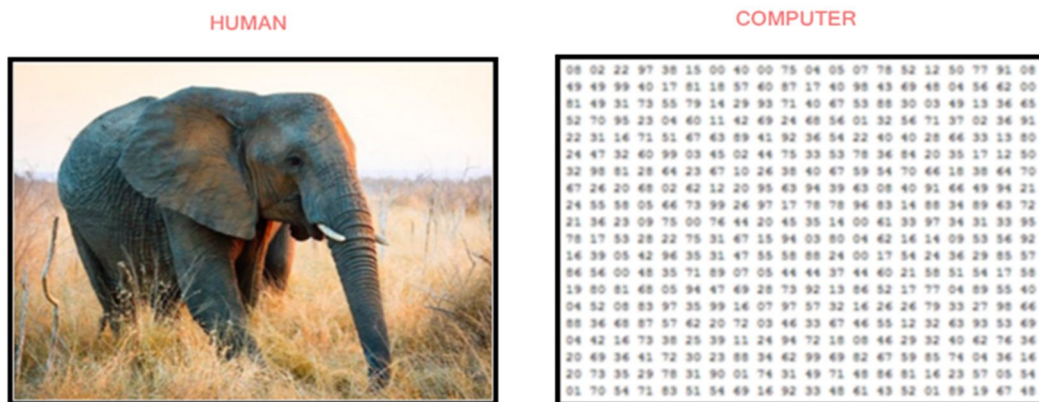 HUMAN
COMPUTER
08 02 22 97 38 15 00 40 00 75 04 05 07 78 52 12 50 77 91 08
49 49 99 40 17 81 18 57 60 87 17 40 98 43 69 48 04 56 62 00
81 49 31 73 55 79 14 29 93 71 40 67 53 88 30 03 49 13 36 65
52 70 95 23 04 60 11 42 69 24 68 56 01 32 56 71 37 02 36 91
22 31 16 71 51 67 63 89 41 92 36 54 22 40 40 28 66 33 13 80
24 47 32 60 99 03 45 02 44 75 33 53 78 36 84 20 35 17 12 50
32 98 81 28 64 23 67 10 26 38 40 67 59 54 70 66 18 38 64 70
67 26 20 68 02 62 12 20 95 63 94 39 63 08 40 91 66 49 94 21
24 55 58 05 66 73 99 26 97 17 78 78 96 83 14 88 34 89 63 72
21 36 23 09 75 00 76 44 20 45 35 14 00 61 33 97 34 31 33 95
78 17 53 28 22 75 31 67 15 94 03 80 04 62 16 14 09 53 56 92
16 39 05 42 96 35 31 47 55 58 88 24 00 17 54 24 36 29 85 57
86 56 00 48 35 71 89 07 05 44 44 37 44 60 21 58 51 54 17 58
19 80 81 68 05 94 47 69 28 73 92 13 86 52 17 77 04 89 55 40
04 52 08 83 97 35 99 16 07 97 57 32 16 26 26 79 33 27 98 66
88 36 68 87 57 62 20 72 03 46 33 67 46 55 12 32 63 93 53 69
04 42 16 73 38 25 39 11 24 94 72 18 08 46 29 32 40 62 76 36
20 69 36 41 72 30 23 88 34 62 99 69 82 67 59 85 74 04 36 16
20 73 35 29 78 31 90 01 74 31 49 71 48 86 81 16 23 57 05 54
01 70 54 71 83 51 54 69 16 92 33 48 61 43 52 01 89 19 67 48